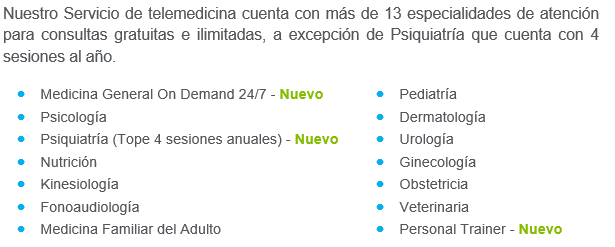 Nuestro Servicio de telemedicina cuenta con más de 13 especialidades de atención
para consultas gratuitas e ilimitadas, a excepción de Psiquiatría que cuenta con 4
sesiones al año.
• Medicina General On Demand 24/7 - Nuevo
• Psicología
• Psiquiatría (Tope 4 sesiones anuales) - Nuevo
• Nutrición
• Kinesiología
• Fonoaudiología
• Medicina Familiar del Adulto
• Pediatría
• Dermatología
• Urología
• Ginecología
• Obstetricia
• Veterinaria
• Personal Trainer - Nuevo